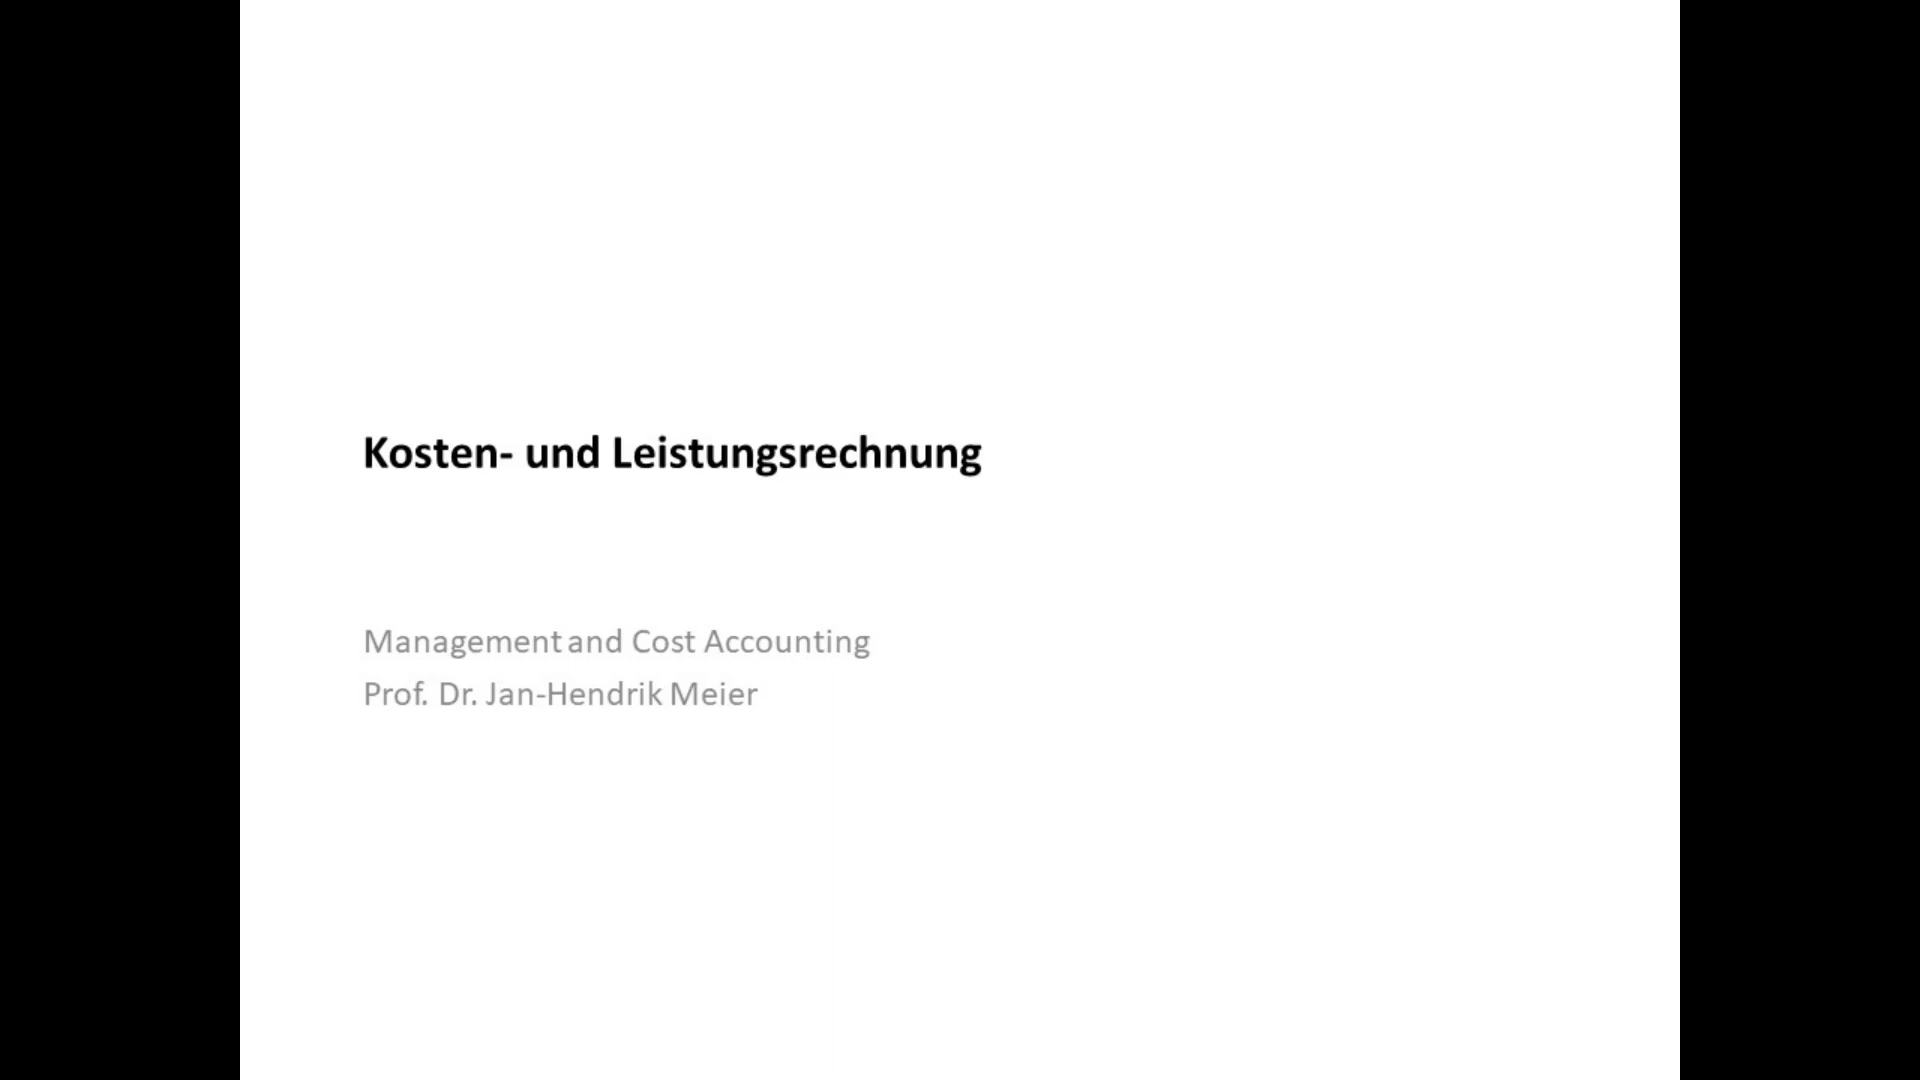 Kosten- und Leistungsrechnung
Management and Cost Accounting
Prof. Dr. Jan-Hendrik Meier